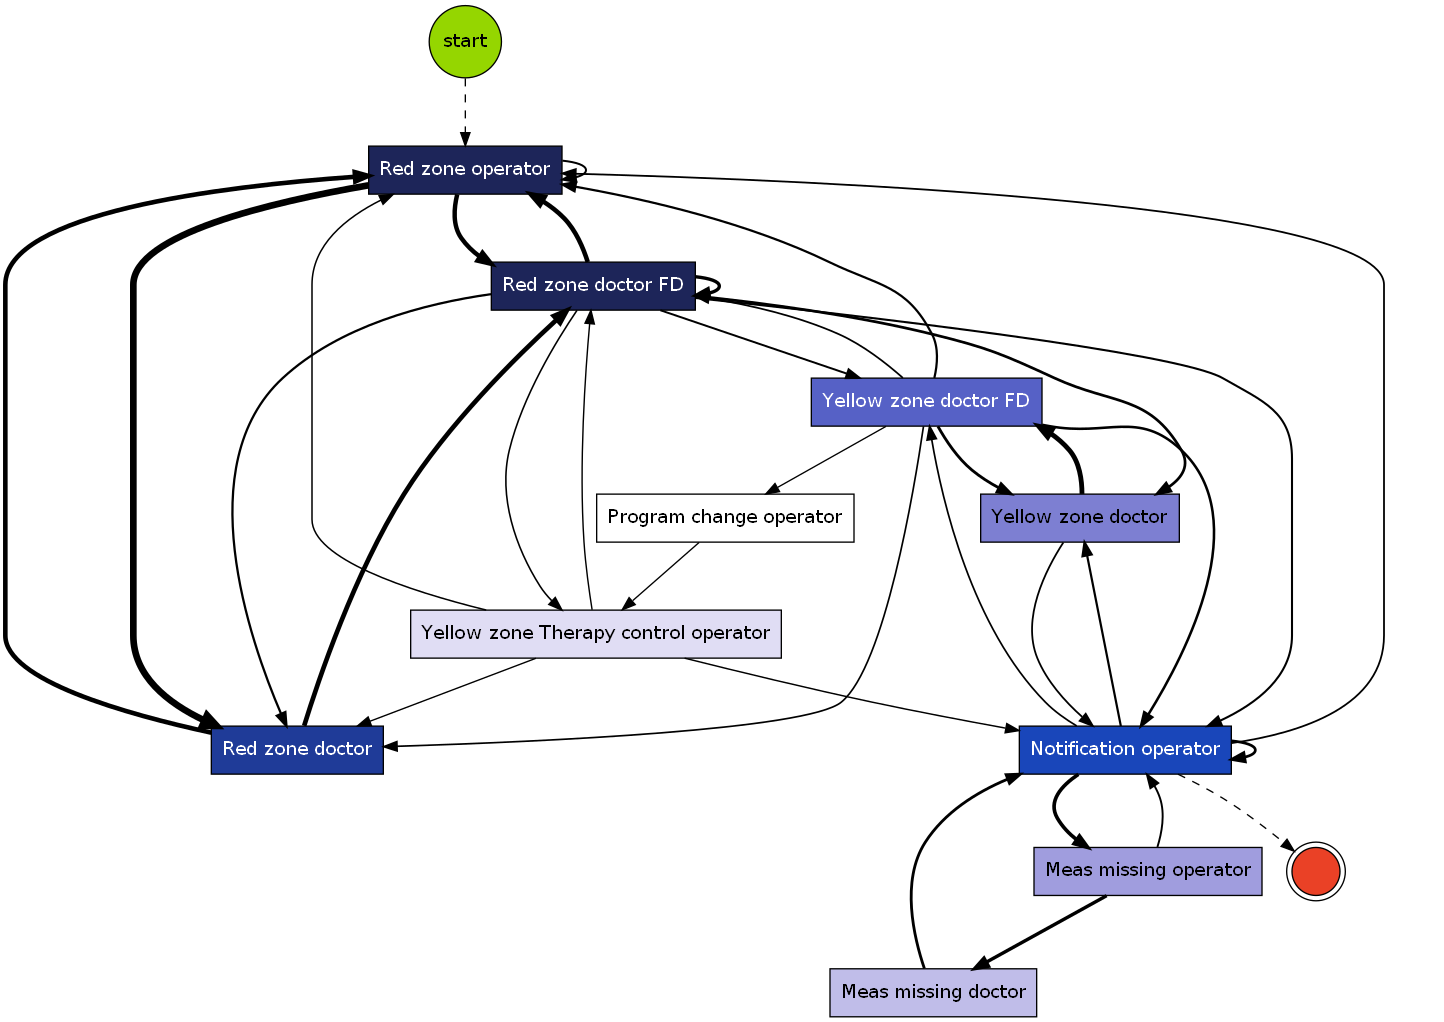 start
Red zone operator
Red zone doctor FD
Yellow zone doctor FD
Program change operator
Yellow zone doctor
Yellow zone Therapy control operator
Red zone doctor
Notification operator
Meas missing operator
Meas missing doctor